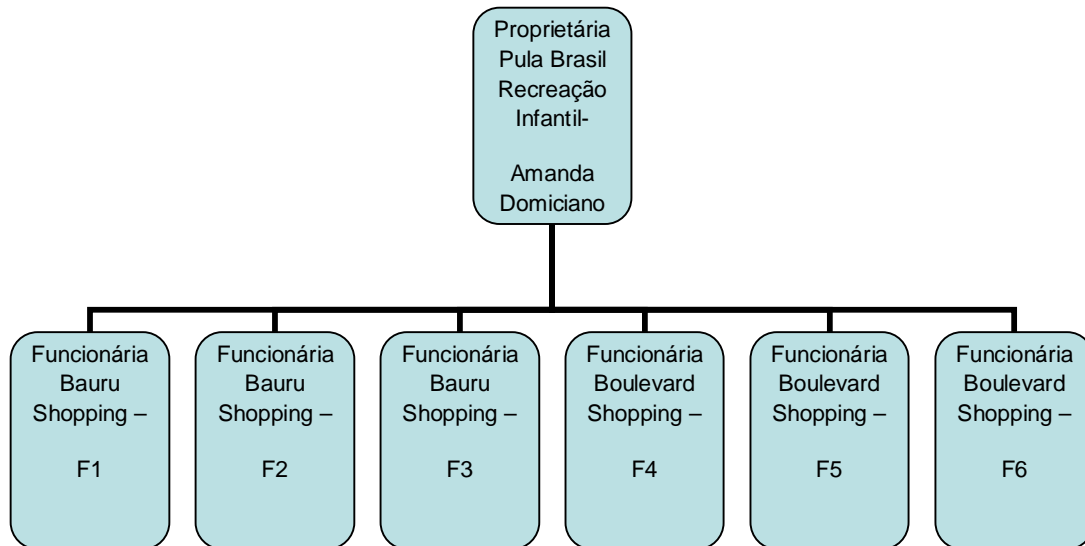 Proprietária
Pula Brasil
Recreação
Infantil-
Amanda
Domiciano
Funcionária
Bauru
Shopping –
F1
Funcionária
Bauru
Shopping –
F2
Funcionária
Bauru
Shopping –
F3
Funcionária
Boulevard
Shopping –
F4
Funcionária
Boulevard
Shopping –
F5
Funcionária
Boulevard
Shopping –
F6